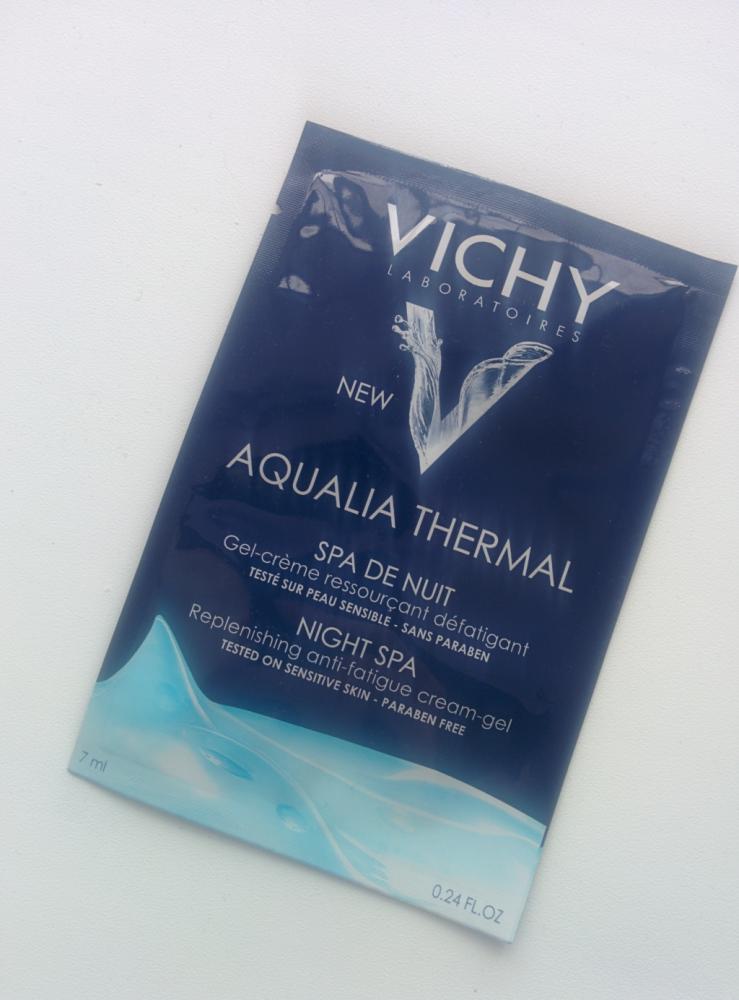 VICHY
LABORATOIRES
NEW
AQUALIA THERMAL
SPA DE NUIT
Gel-crème ressourçant défatigant
TESTÉ SUR PEAU SENSIBLE - SANS PARABEN
NIGHT SPA
Replenishing anti-fatigue cream-gel
TESTED ON SENSITIVE SKIN - PARABEN FREE
7 ml
0.24 FL.OZ